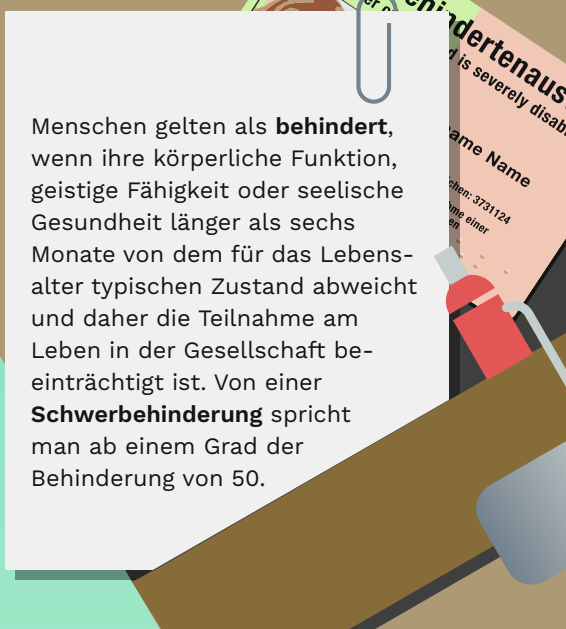 Menschen gelten als behindert,
wenn ihre körperliche Funktion,
geistige Fähigkeit oder seelische
Gesundheit länger als sechs
Monate von dem für das Lebens-
alter typischen Zustand abweicht
und daher die Teilnahme am
Leben in der Gesellschaft be-
einträchtigt ist. Von einer
Schwerbehinderung spricht
man ab einem Grad der
Behinderung von 50.
is severely
Name
3731124
einer